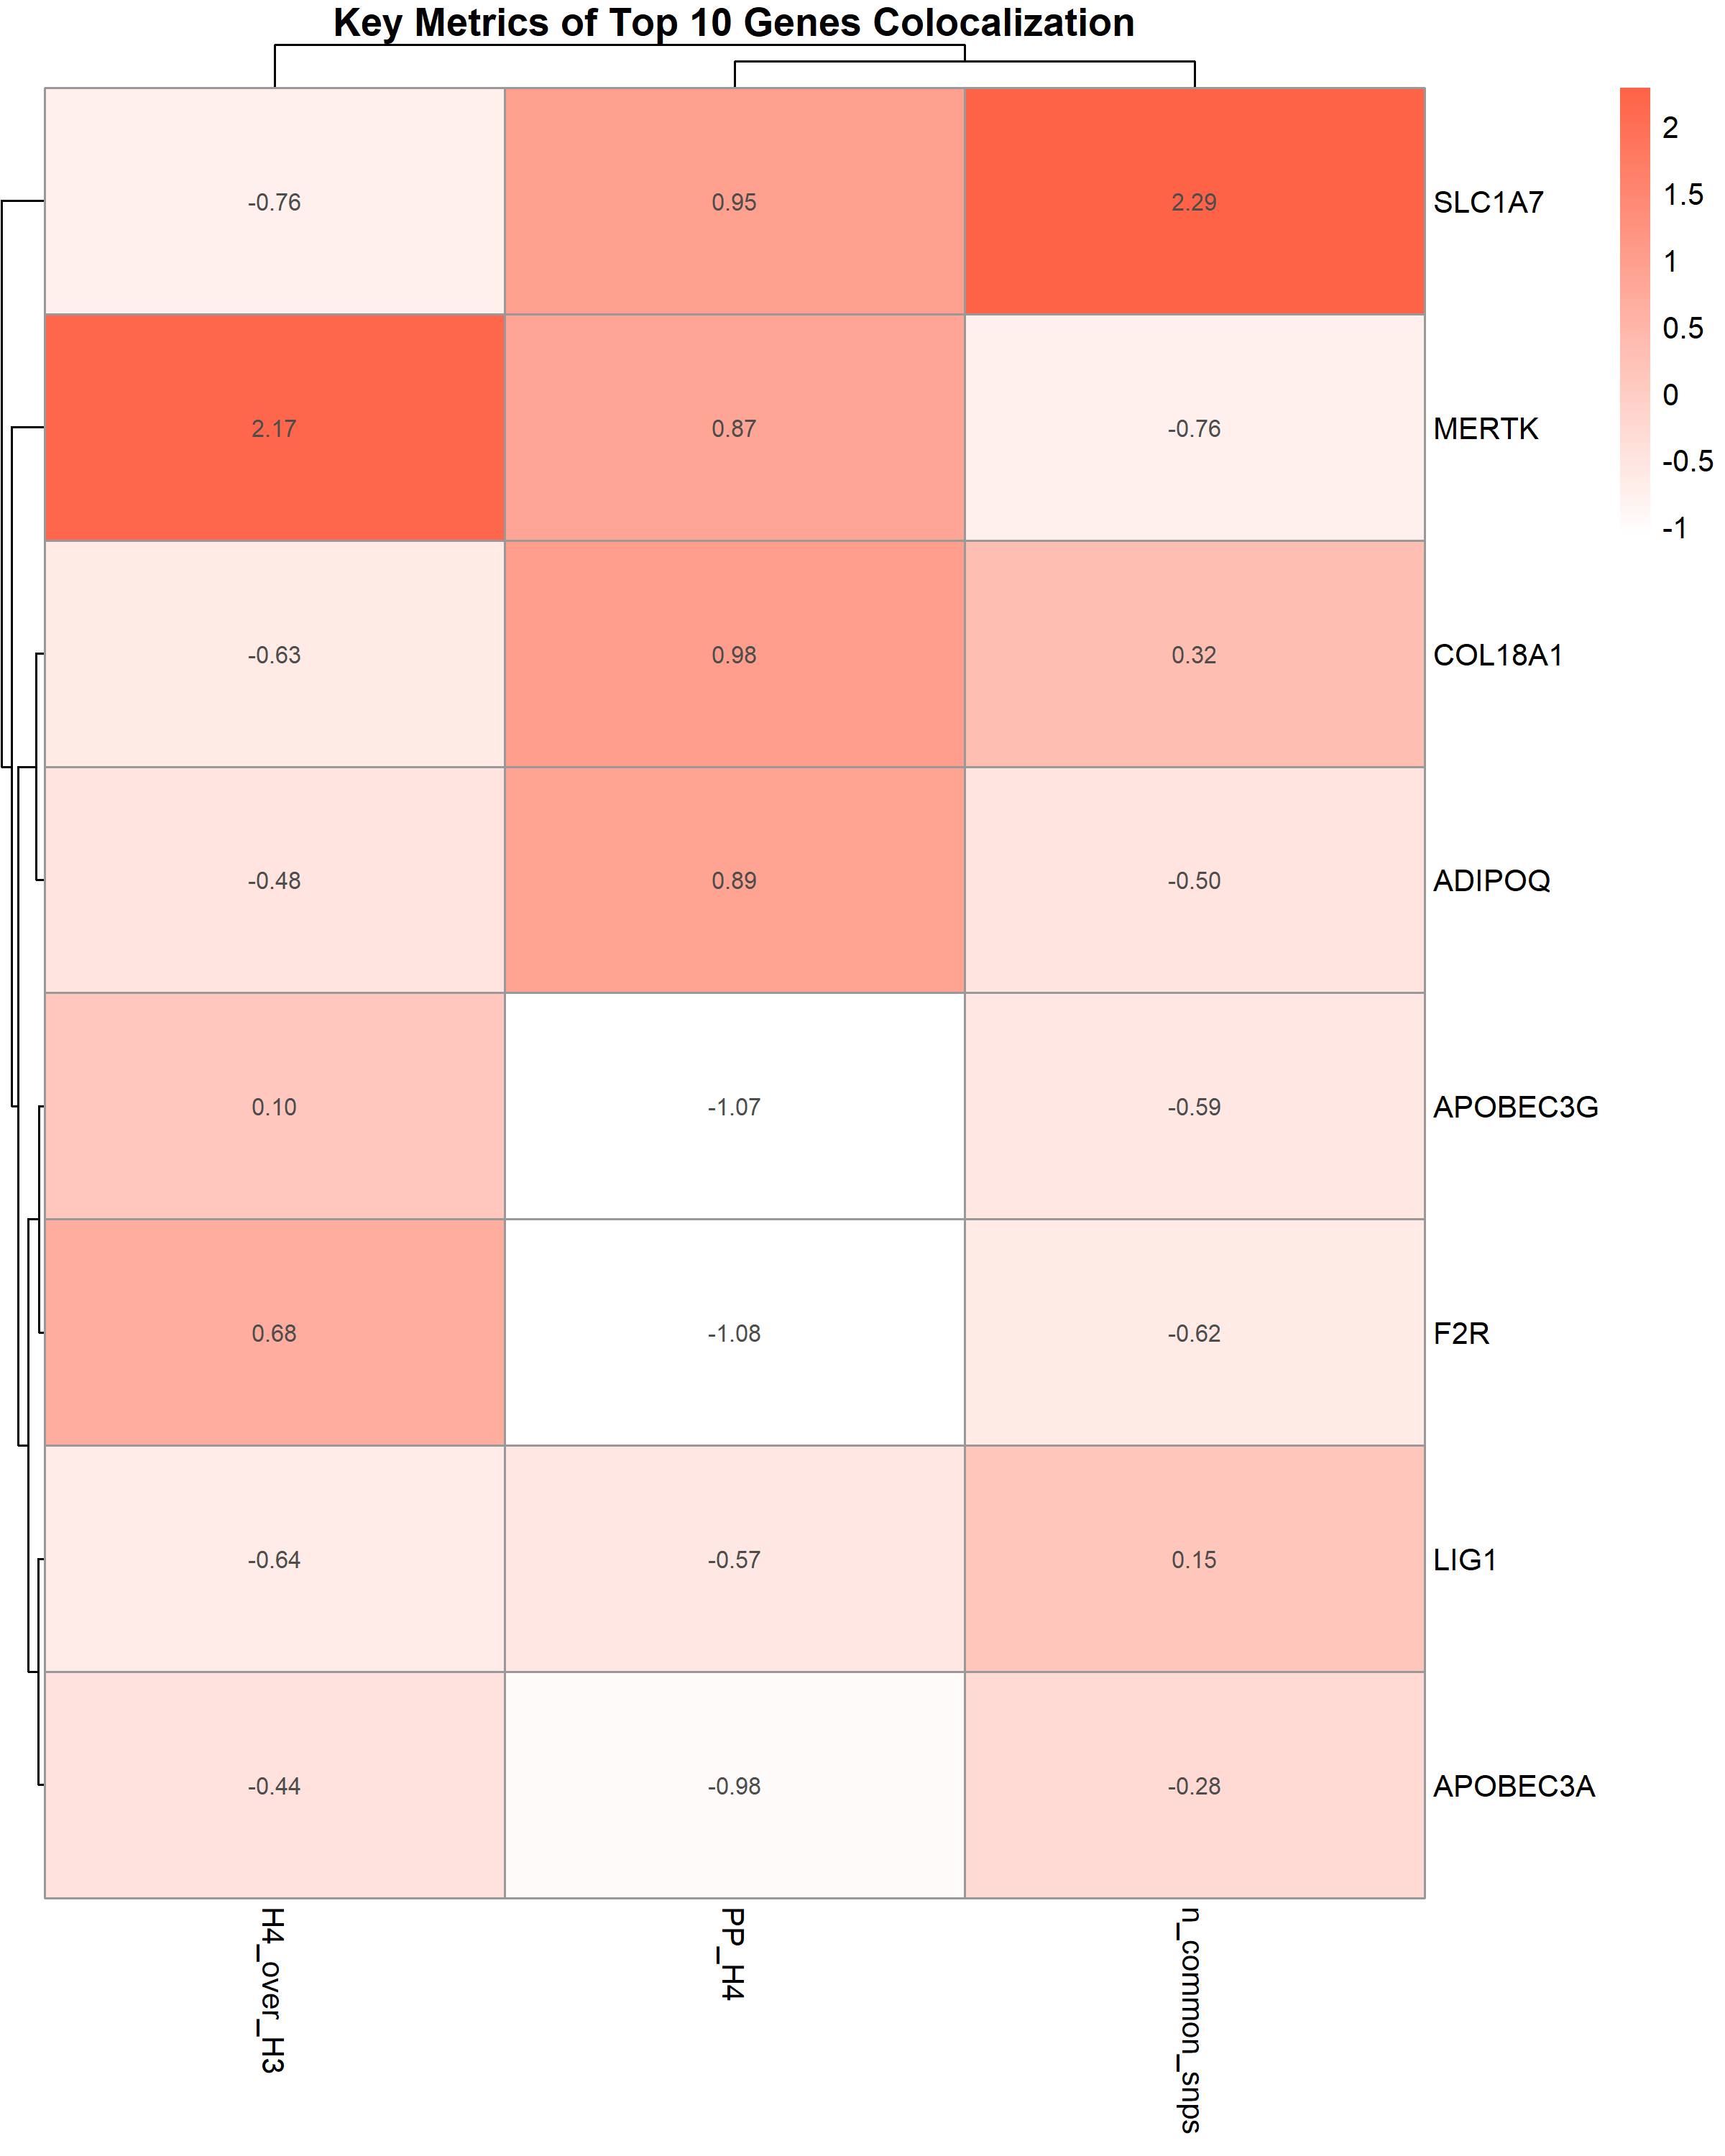 Key Metrics of Top 10 Genes Colocalization
-0.76 0.95 2.29 SLC1A7
2.17 0.87 -0.76 MERTK
-0.63 0.98 0.32 COL18A1
-0.48 0.89 -0.50 ADIPOQ
0.10 -1.07 -0.59 APOBEC3G
0.68 -1.08 -0.62 F2R
-0.64 -0.57 0.15 LIG1
-0.44 -0.98 -0.28 APOBEC3A
H4_over_H3
PP_H4
n_common_snps
2
1.5
1
0.5
0
-0.5
-1